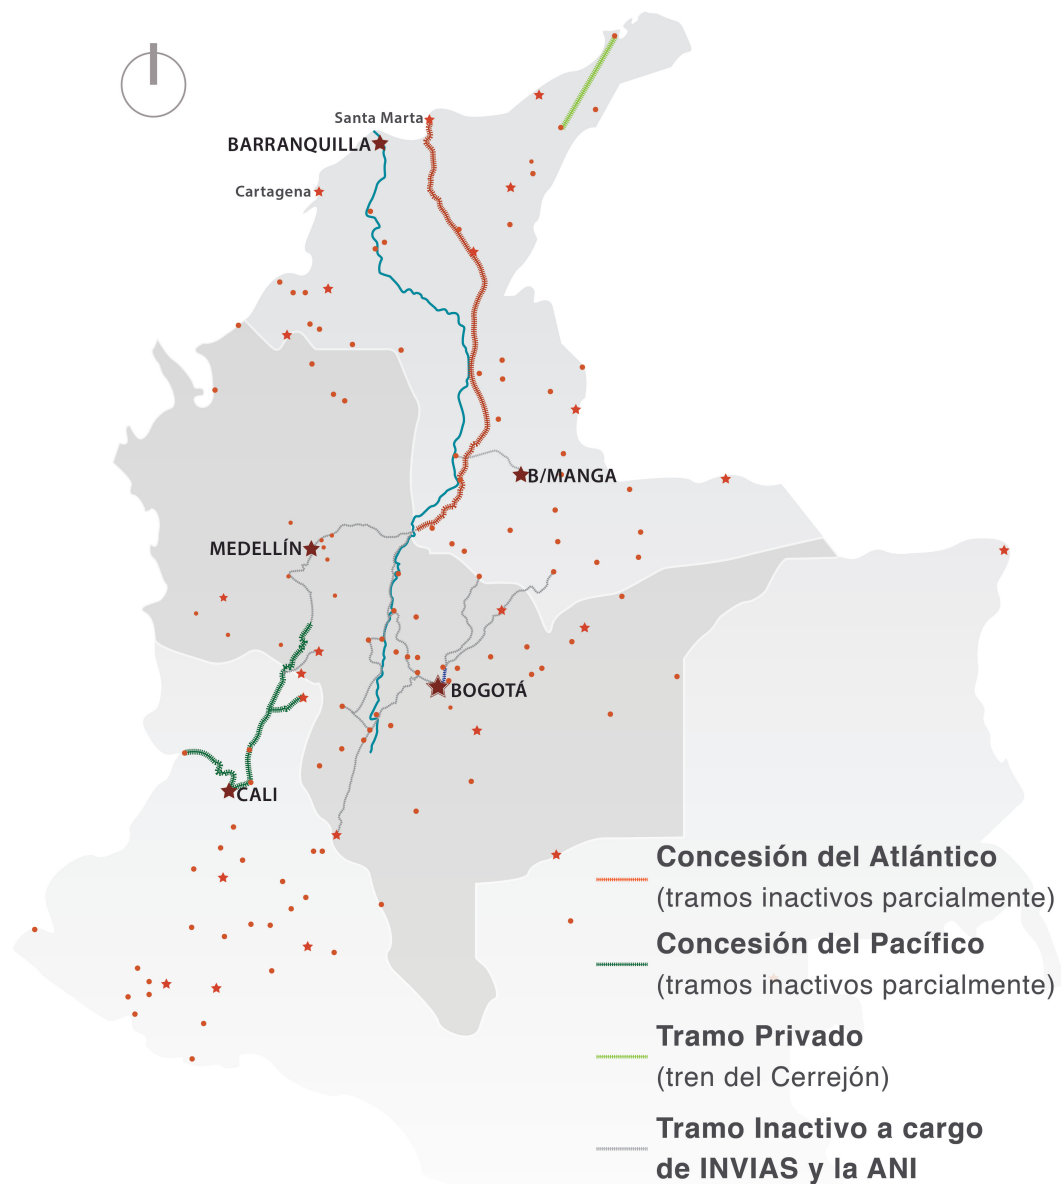 Santa Marta
BARRANQUILLA
Cartagena
B/MANGA
MEDELLÍN
BOGOTÁ
CALI
Concesión del Atlántico
(tramos inactivos parcialmente)
Concesión del Pacífico
(tramos inactivos parcialmente)
Tramo Privado
(tren del Cerrejón)
Tramo Inactivo a cargo
de INVIAS y la ANI